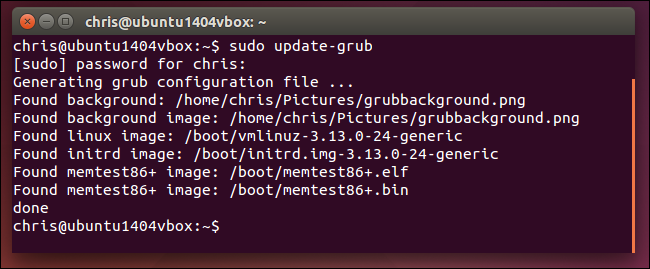 chris@ubuntu1404vbox: ~
chris@ubuntu1404vbox:~$ sudo update-grub
[sudo] password for chris:
Generating grub configuration file ...
Found background: /home/chris/Pictures/grubbackground.png
Found background image: /home/chris/Pictures/grubbackground.png
Found linux image: /boot/vmlinuz-3.13.0-24-generic
Found initrd image: /boot/initrd.img-3.13.0-24-generic
Found memtest86+ image: /boot/memtest86+.elf
Found memtest86+ image: /boot/memtest86+.bin
done
chris@ubuntu1404vbox:~$